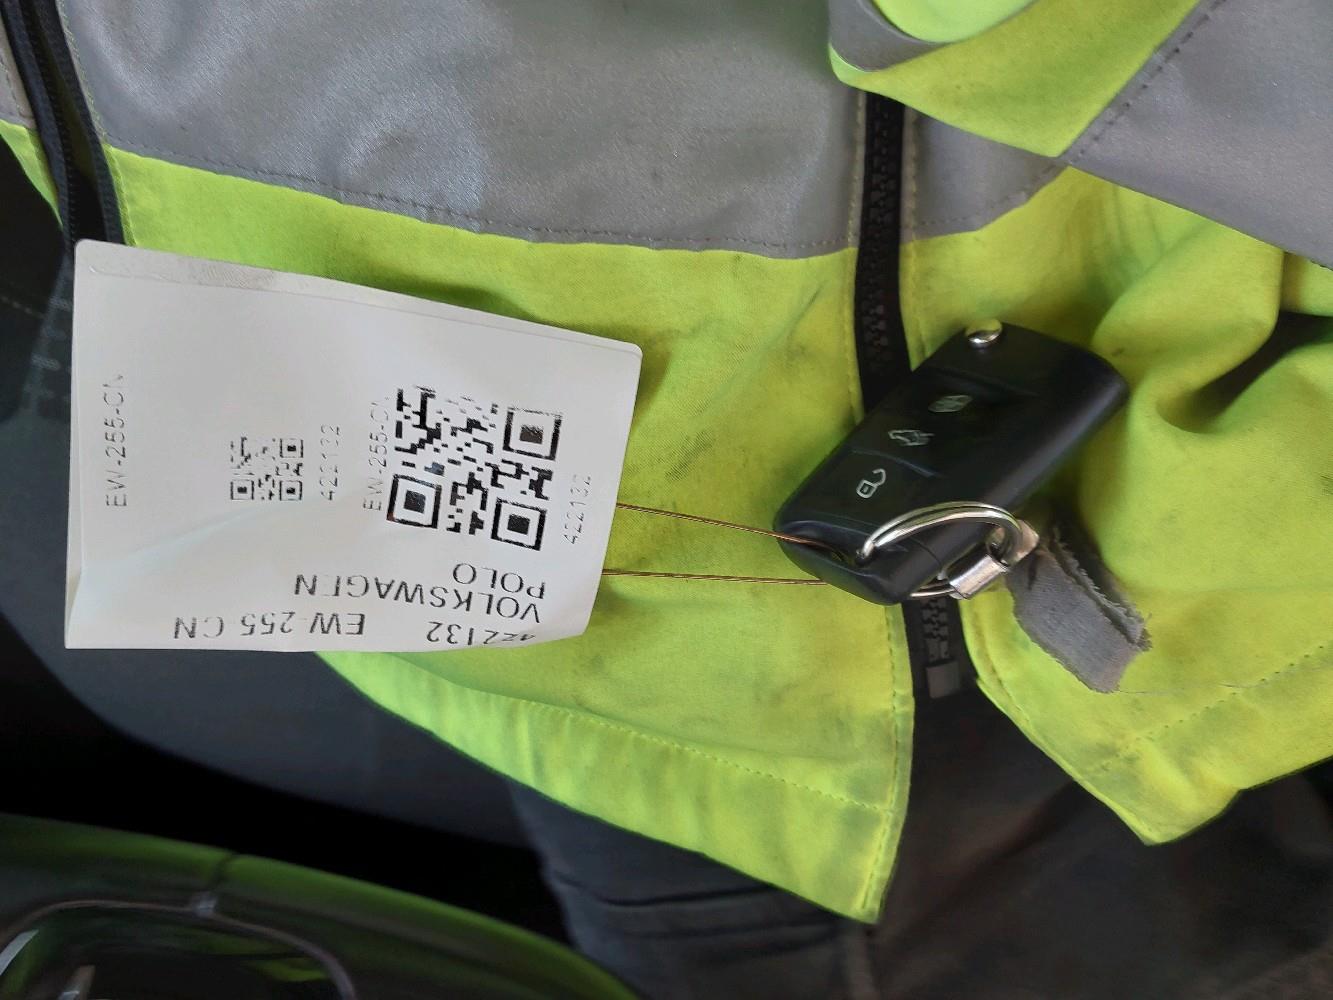 422132 EW-255-CN
VOLKSWAGEN
POLO
422132
EW-255-CN
422132
EW-255-CN